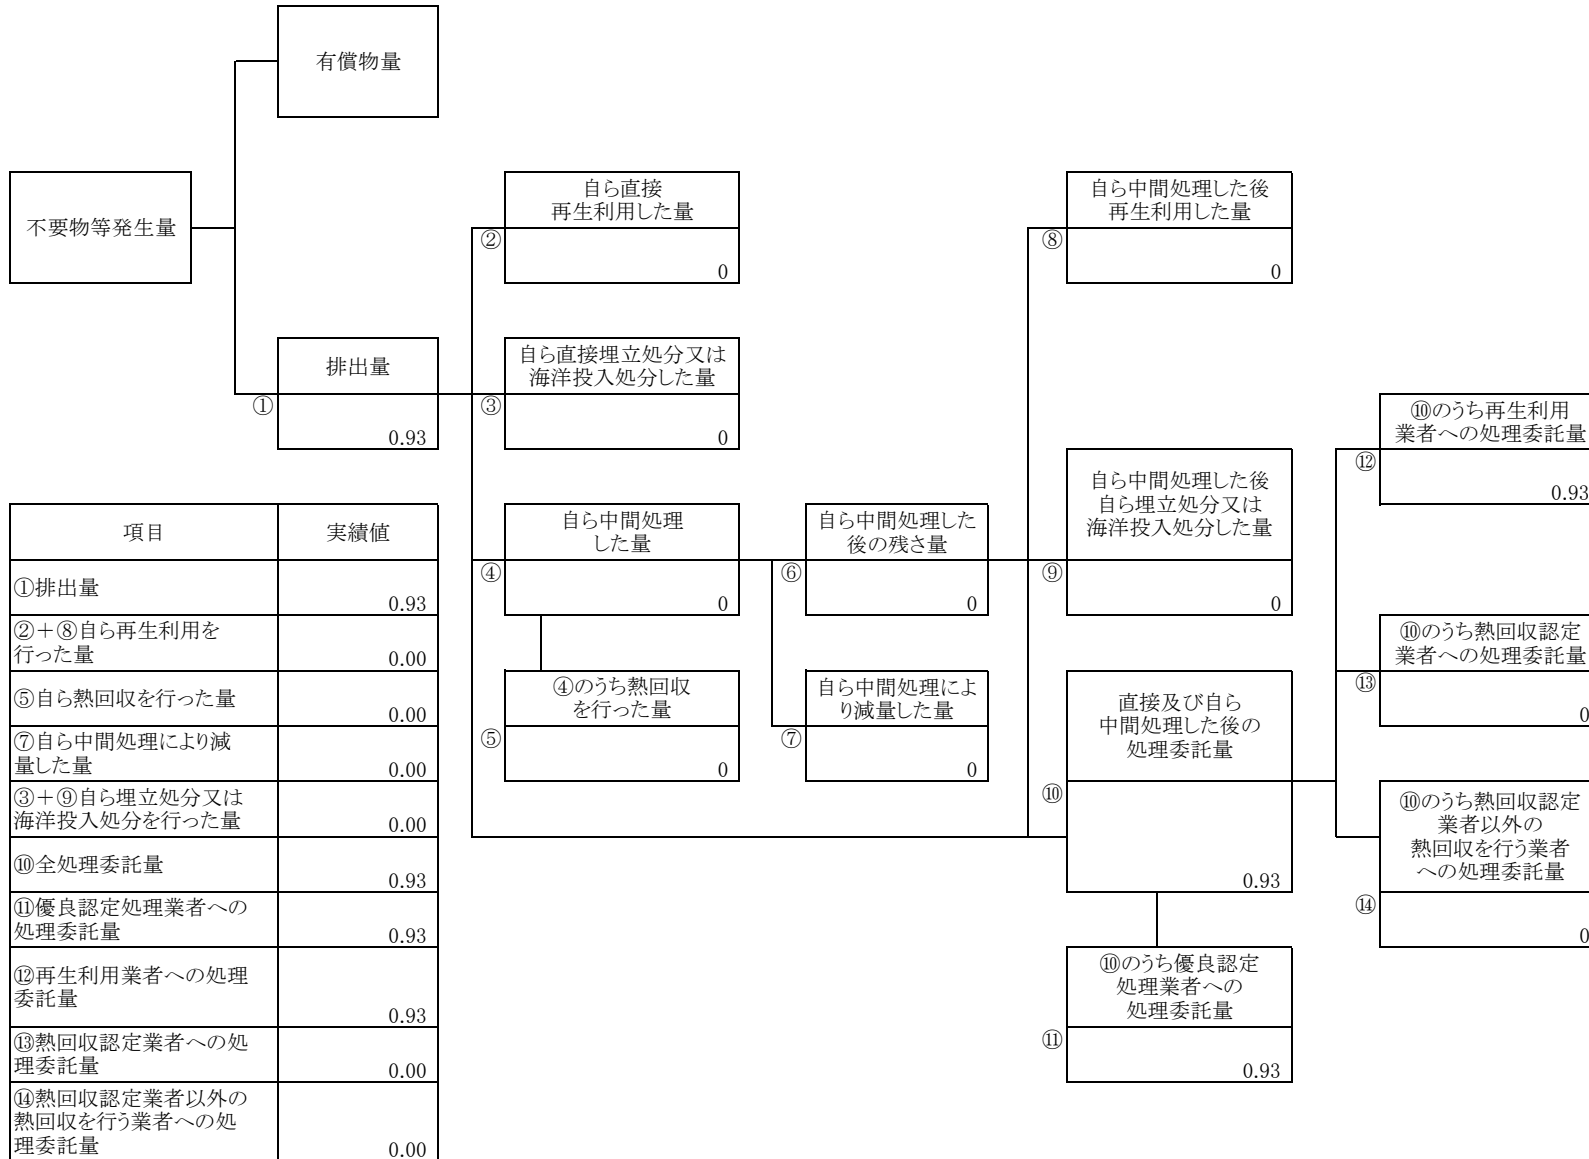 有償物量
不要物等発生量
自ら直接
再生利用した量
②
0
自ら中間処理した後
再生利用した量
⑧
0
排出量
①
0.93
自ら直接埋立処分又は
海洋投入処分した量
③
0
⑩のうち再生利用
業者への処理委託量
⑫
0.93
自ら中間処理
した量
④
0
自ら中間処理した
後の残さ量
⑥
0
自ら中間処理した後
自ら埋立処分又は
海洋投入処分した量
⑨
0
⑩のうち熱回収認定
業者への処理委託量
⑬
0
④のうち熱回収
を行った量
⑤
0
自ら中間処理によ
り減量した量
⑦
0
直接及び自ら
中間処理した後の
処理委託量
⑩
0.93
⑩のうち熱回収認定
業者以外の
熱回収を行う業者
への処理委託量
⑭
0
⑩のうち優良認定
処理業者への
処理委託量
⑪
0.93
項目 実績値
①排出量
0.93
②+⑧自ら再生利用を
行った量 0.00
⑤自ら熱回収を行った量
0.00
⑦自ら中間処理により減
量した量 0.00
③+⑨自ら埋立処分又は
海洋投入処分を行った量 0.00
⑩全処理委託量
0.93
⑪優良認定処理業者への
処理委託量 0.93
⑫再生利用業者への処理
委託量
0.93
⑬熱回収認定業者への処
理委託量 0.00
⑭熱回収認定業者以外の
熱回収を行う業者への処
理委託量 0.00